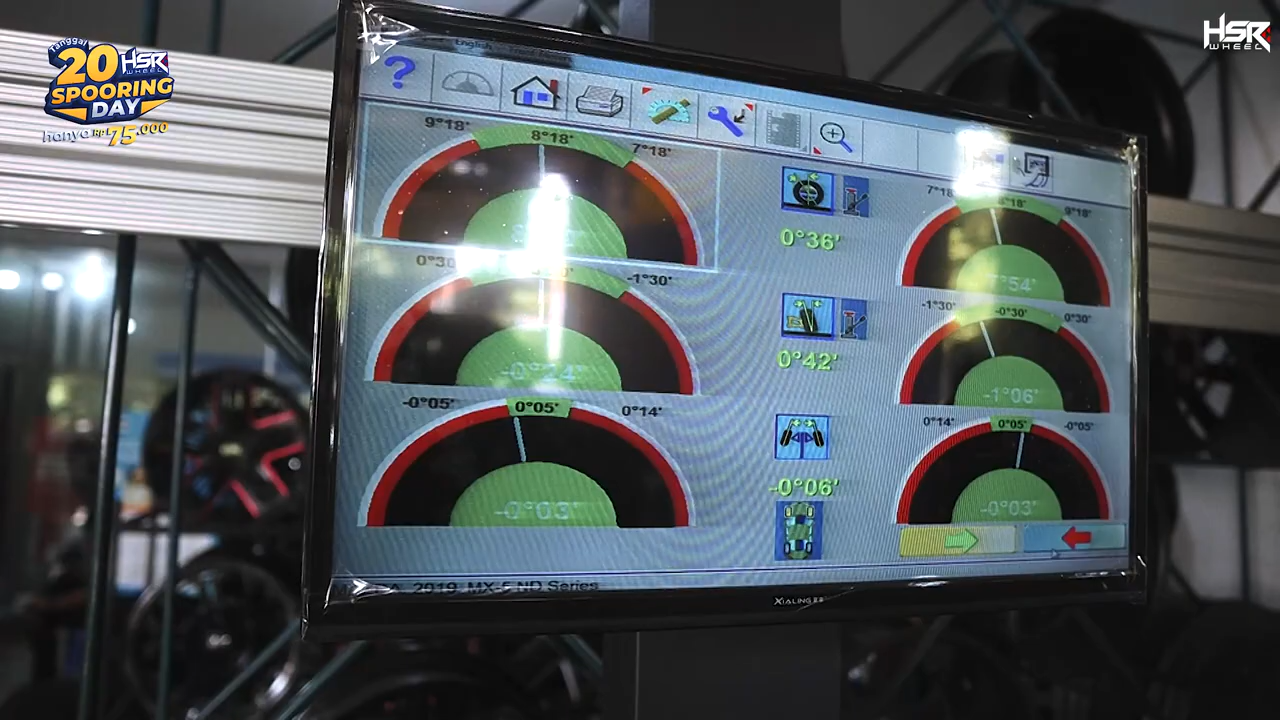 Tanggal
20 HSR
WHEEL
SPOORING
DAY
hanya Rp 75.000
HSR
WHEEL
?
9°18' 8°18' 7°18'
7°18' 8°18' 9°18'
0°36'
7°54'
0°30' -1°30'
-1°30' -0°30' 0°30'
0°42'
-1°06'
-0°05' 0°05' 0°14'
0°14' 0°05' -0°05'
-0°06'
-0°03' -0°03'
2019 MX-5 ND Series
XIALING